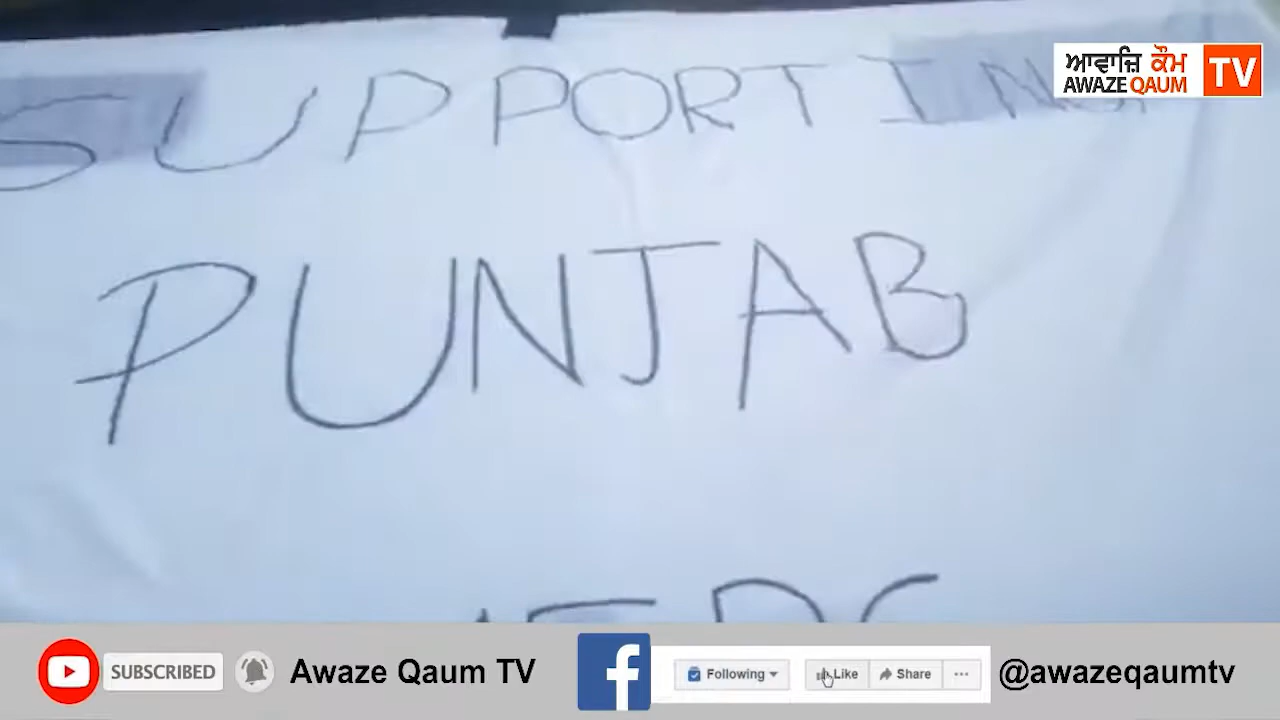 SUPPORTING
PUNJAB
ਆਵਾਜ਼ਿ ਕੌਮ
AWAZE QAUM
TV
SUBSCRIBED
Awaze Qaum TV
Following
Like
Share
@awazeqaumtv